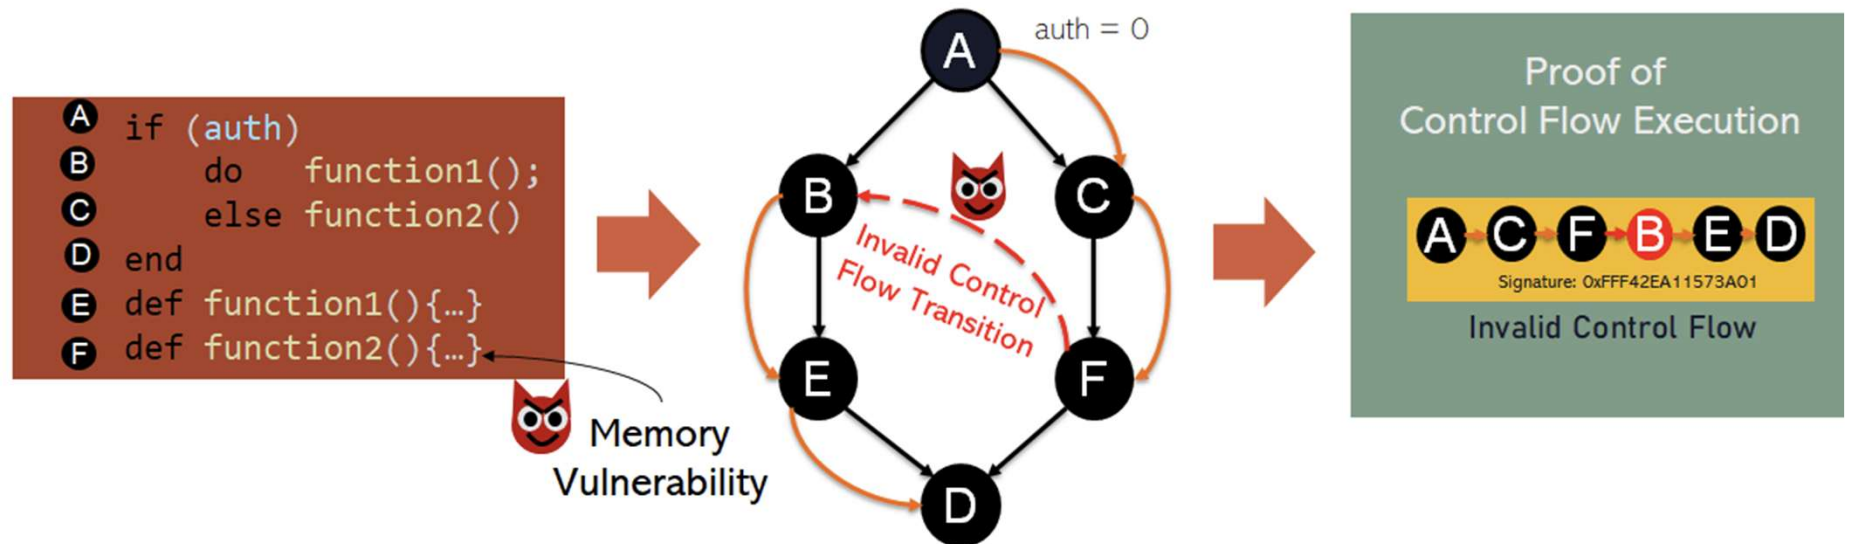 A if (auth)
B do function1();
C else function2()
D end
E def function1(){…}
F def function2(){…}
Memory
Vulnerability
auth = 0
A
B
C
Invalid Control
Flow Transition
E
F
D
Proof of
Control Flow Execution
A C F B E D
Signature: 0xFFF42EA11573A01
Invalid Control Flow